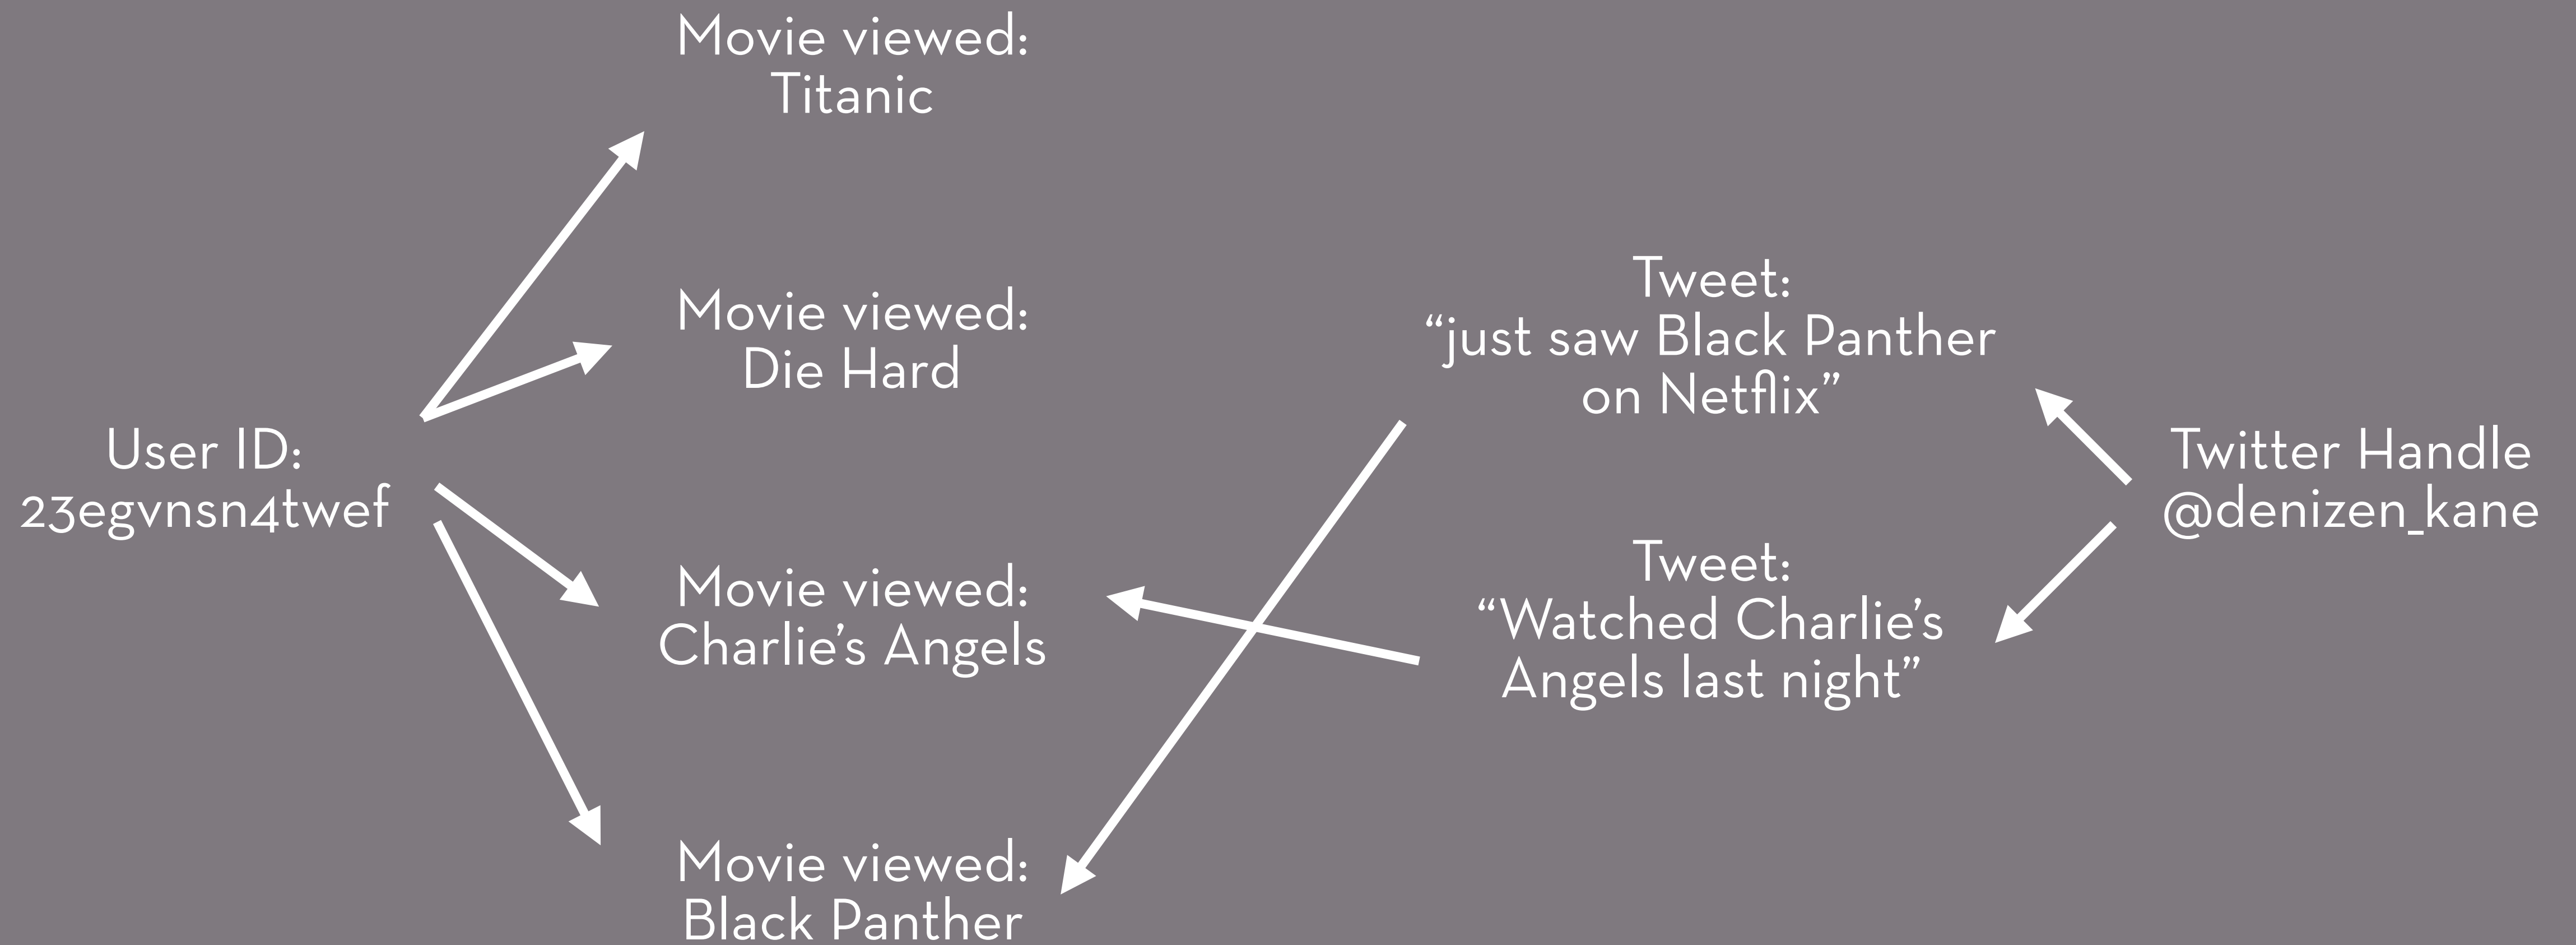 Movie viewed:
Titanic
Movie viewed:
Die Hard
User ID:
23egvnsn4twef
Movie viewed:
Charlie’s Angels
Movie viewed:
Black Panther
Tweet:
“just saw Black Panther
on Netflix”
Tweet:
“Watched Charlie’s
Angels last night”
Twitter Handle
@denizen_kane